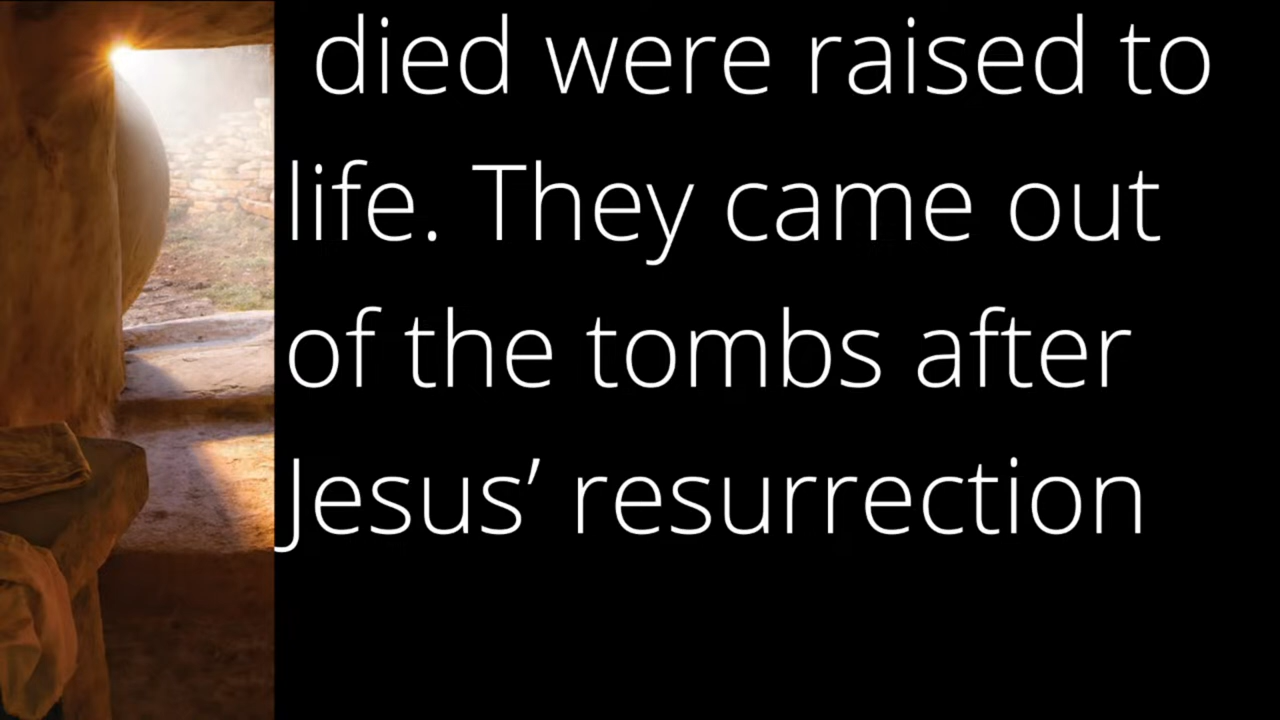 died were raised to
life. They came out
of the tombs after
Jesus’ resurrection